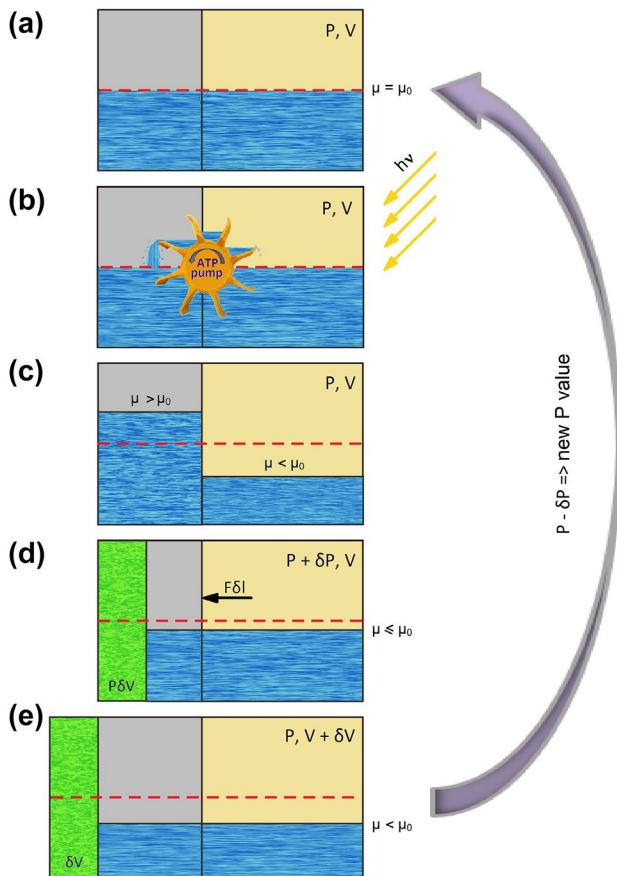 (a)
P, V
μ = μ₀
hν
(b)
P, V
ATP
pump
(c)
P, V
μ > μ₀
μ < μ₀
P - δP => new P value
(d)
P + δP, V
Fδl
μ ⩽ μ₀
PδV
(e)
P, V + δV
μ < μ₀
δV